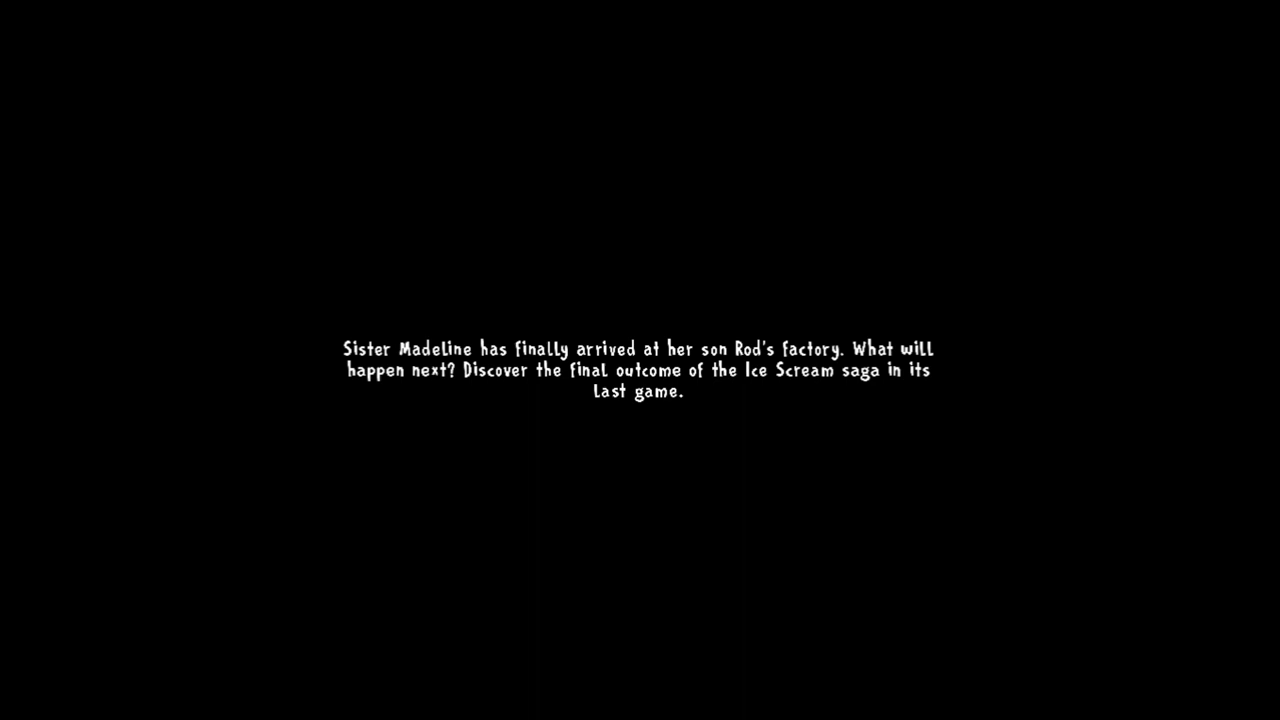 Sister Madeline has finally arrived at her son Rod's factory. What will
happen next? Discover the final outcome of the Ice Scream saga in its
last game.